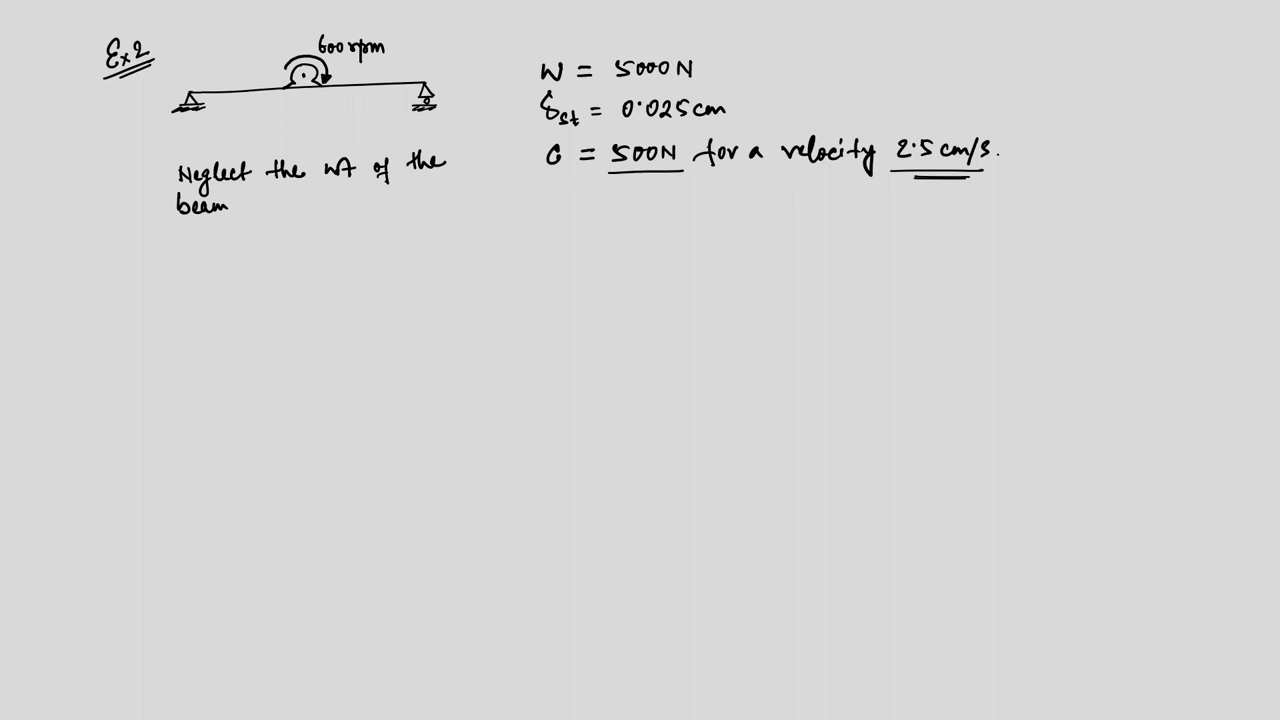 Ex 2
600 rpm
W = 5000 N
δst = 0.025 cm
C = 500N for a velocity 2.5 cm/s.
Neglect the wt of the
beam